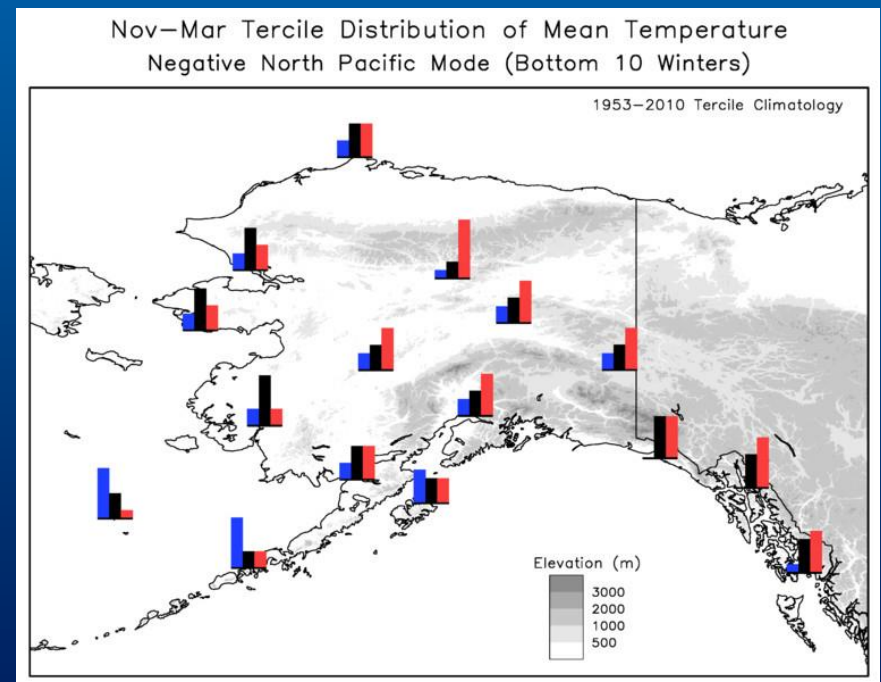 Nov-Mar Tercile Distribution of Mean Temperature
Negative North Pacific Mode (Bottom 10 Winters)
1953-2010 Tercile Climatology
Elevation (m)
3000
2000
1000
500